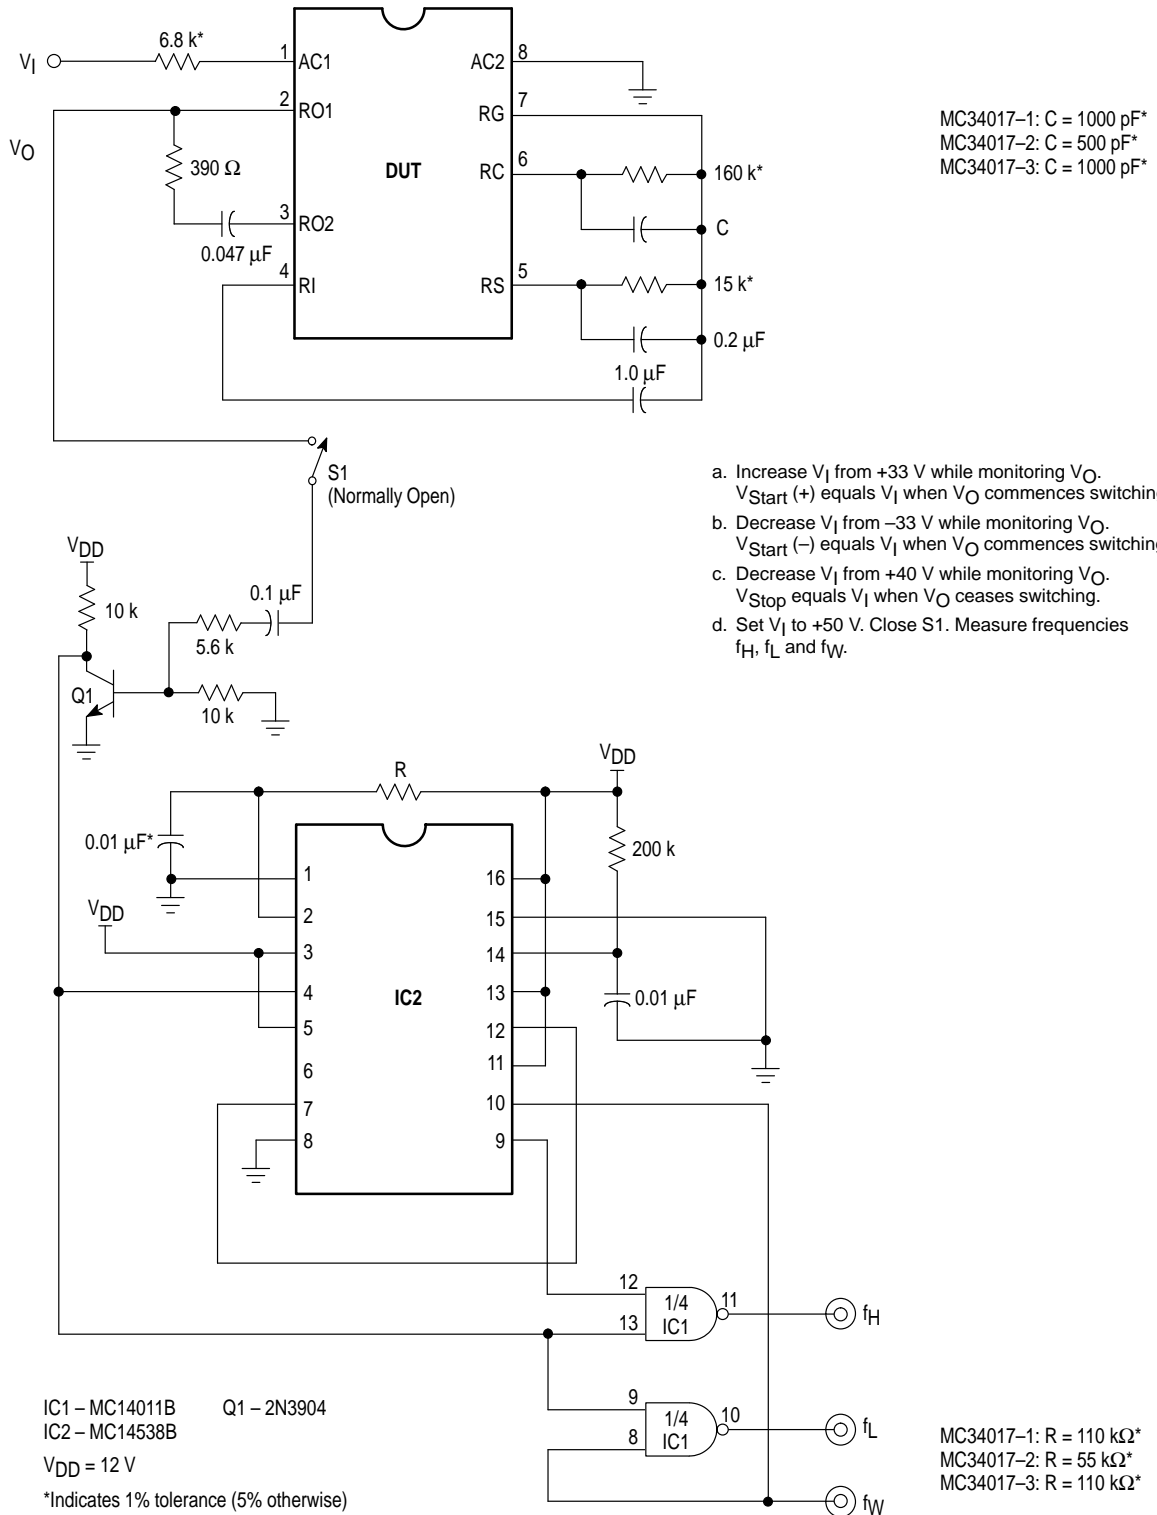 6.8 k*
VI
1
AC1
AC2
8
2
RO1
RG
7
VO
390 Ω
DUT
RC
6
160 k*
3
RO2
C
0.047 µF
4
RI
RS
5
15 k*
0.2 µF
1.0 µF
MC34017–1: C = 1000 pF*
MC34017–2: C = 500 pF*
MC34017–3: C = 1000 pF*
S1
(Normally Open)
a. Increase VI from +33 V while monitoring VO.
VStart (+) equals VI when VO commences switching
b. Decrease VI from –33 V while monitoring VO.
VStart (–) equals VI when VO commences switching
c. Decrease VI from +40 V while monitoring VO.
VStop equals VI when VO ceases switching.
d. Set VI to +50 V. Close S1. Measure frequencies
fH, fL and fW.
VDD
10 k
0.1 µF
5.6 k
Q1
10 k
R
VDD
0.01 µF*
200 k
1
16
VDD
2
15
3
14
4
IC2
13
0.01 µF
5
12
6
11
7
10
8
9
12
1/4
IC1
11
fH
13
9
1/4
IC1
10
fL
8
fW
IC1 – MC14011B
Q1 – 2N3904
IC2 – MC14538B
VDD = 12 V
*Indicates 1% tolerance (5% otherwise)
MC34017–1: R = 110 kΩ*
MC34017–2: R = 55 kΩ*
MC34017–3: R = 110 kΩ*